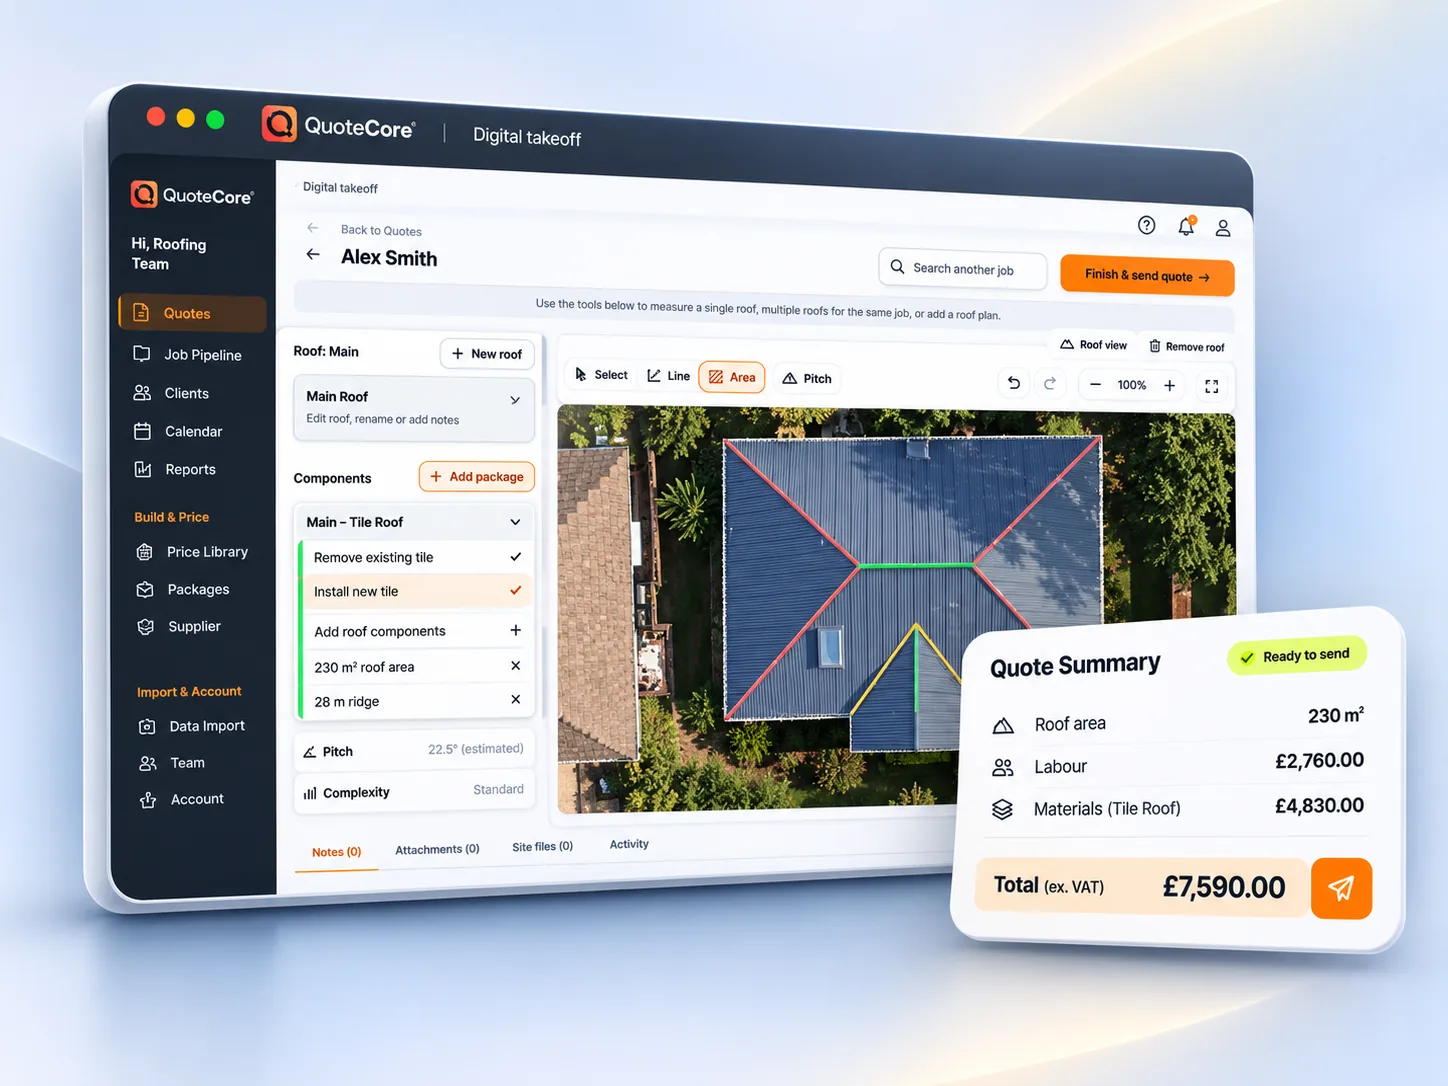 QuoteCore®
Digital takeoff
QuoteCore®
Hi, Roofing
Team
Quotes
Job Pipeline
Clients
Calendar
Reports
Build & Price
Price Library
Packages
Supplier
Import & Account
Data Import
Team
Account
Digital takeoff
Back to Quotes
Alex Smith
Search another job
Finish & send quote →
Use the tools below to measure a single roof, multiple roofs for the same job, or add a roof plan.
Roof: Main
+ New roof
Main Roof
Edit roof, rename or add notes
Components
+ Add package
Main – Tile Roof
Remove existing tile
Install new tile
Add roof components
230 m² roof area
28 m ridge
Pitch
22.5° (estimated)
Complexity
Standard
Roof view
Remove roof
Select
Line
Area
Pitch
100%
Notes (0)
Attachments (0)
Site files (0)
Activity
Quote Summary
Ready to send
Roof area
230 m²
Labour
£2,760.00
Materials (Tile Roof)
£4,830.00
Total (ex. VAT)
£7,590.00